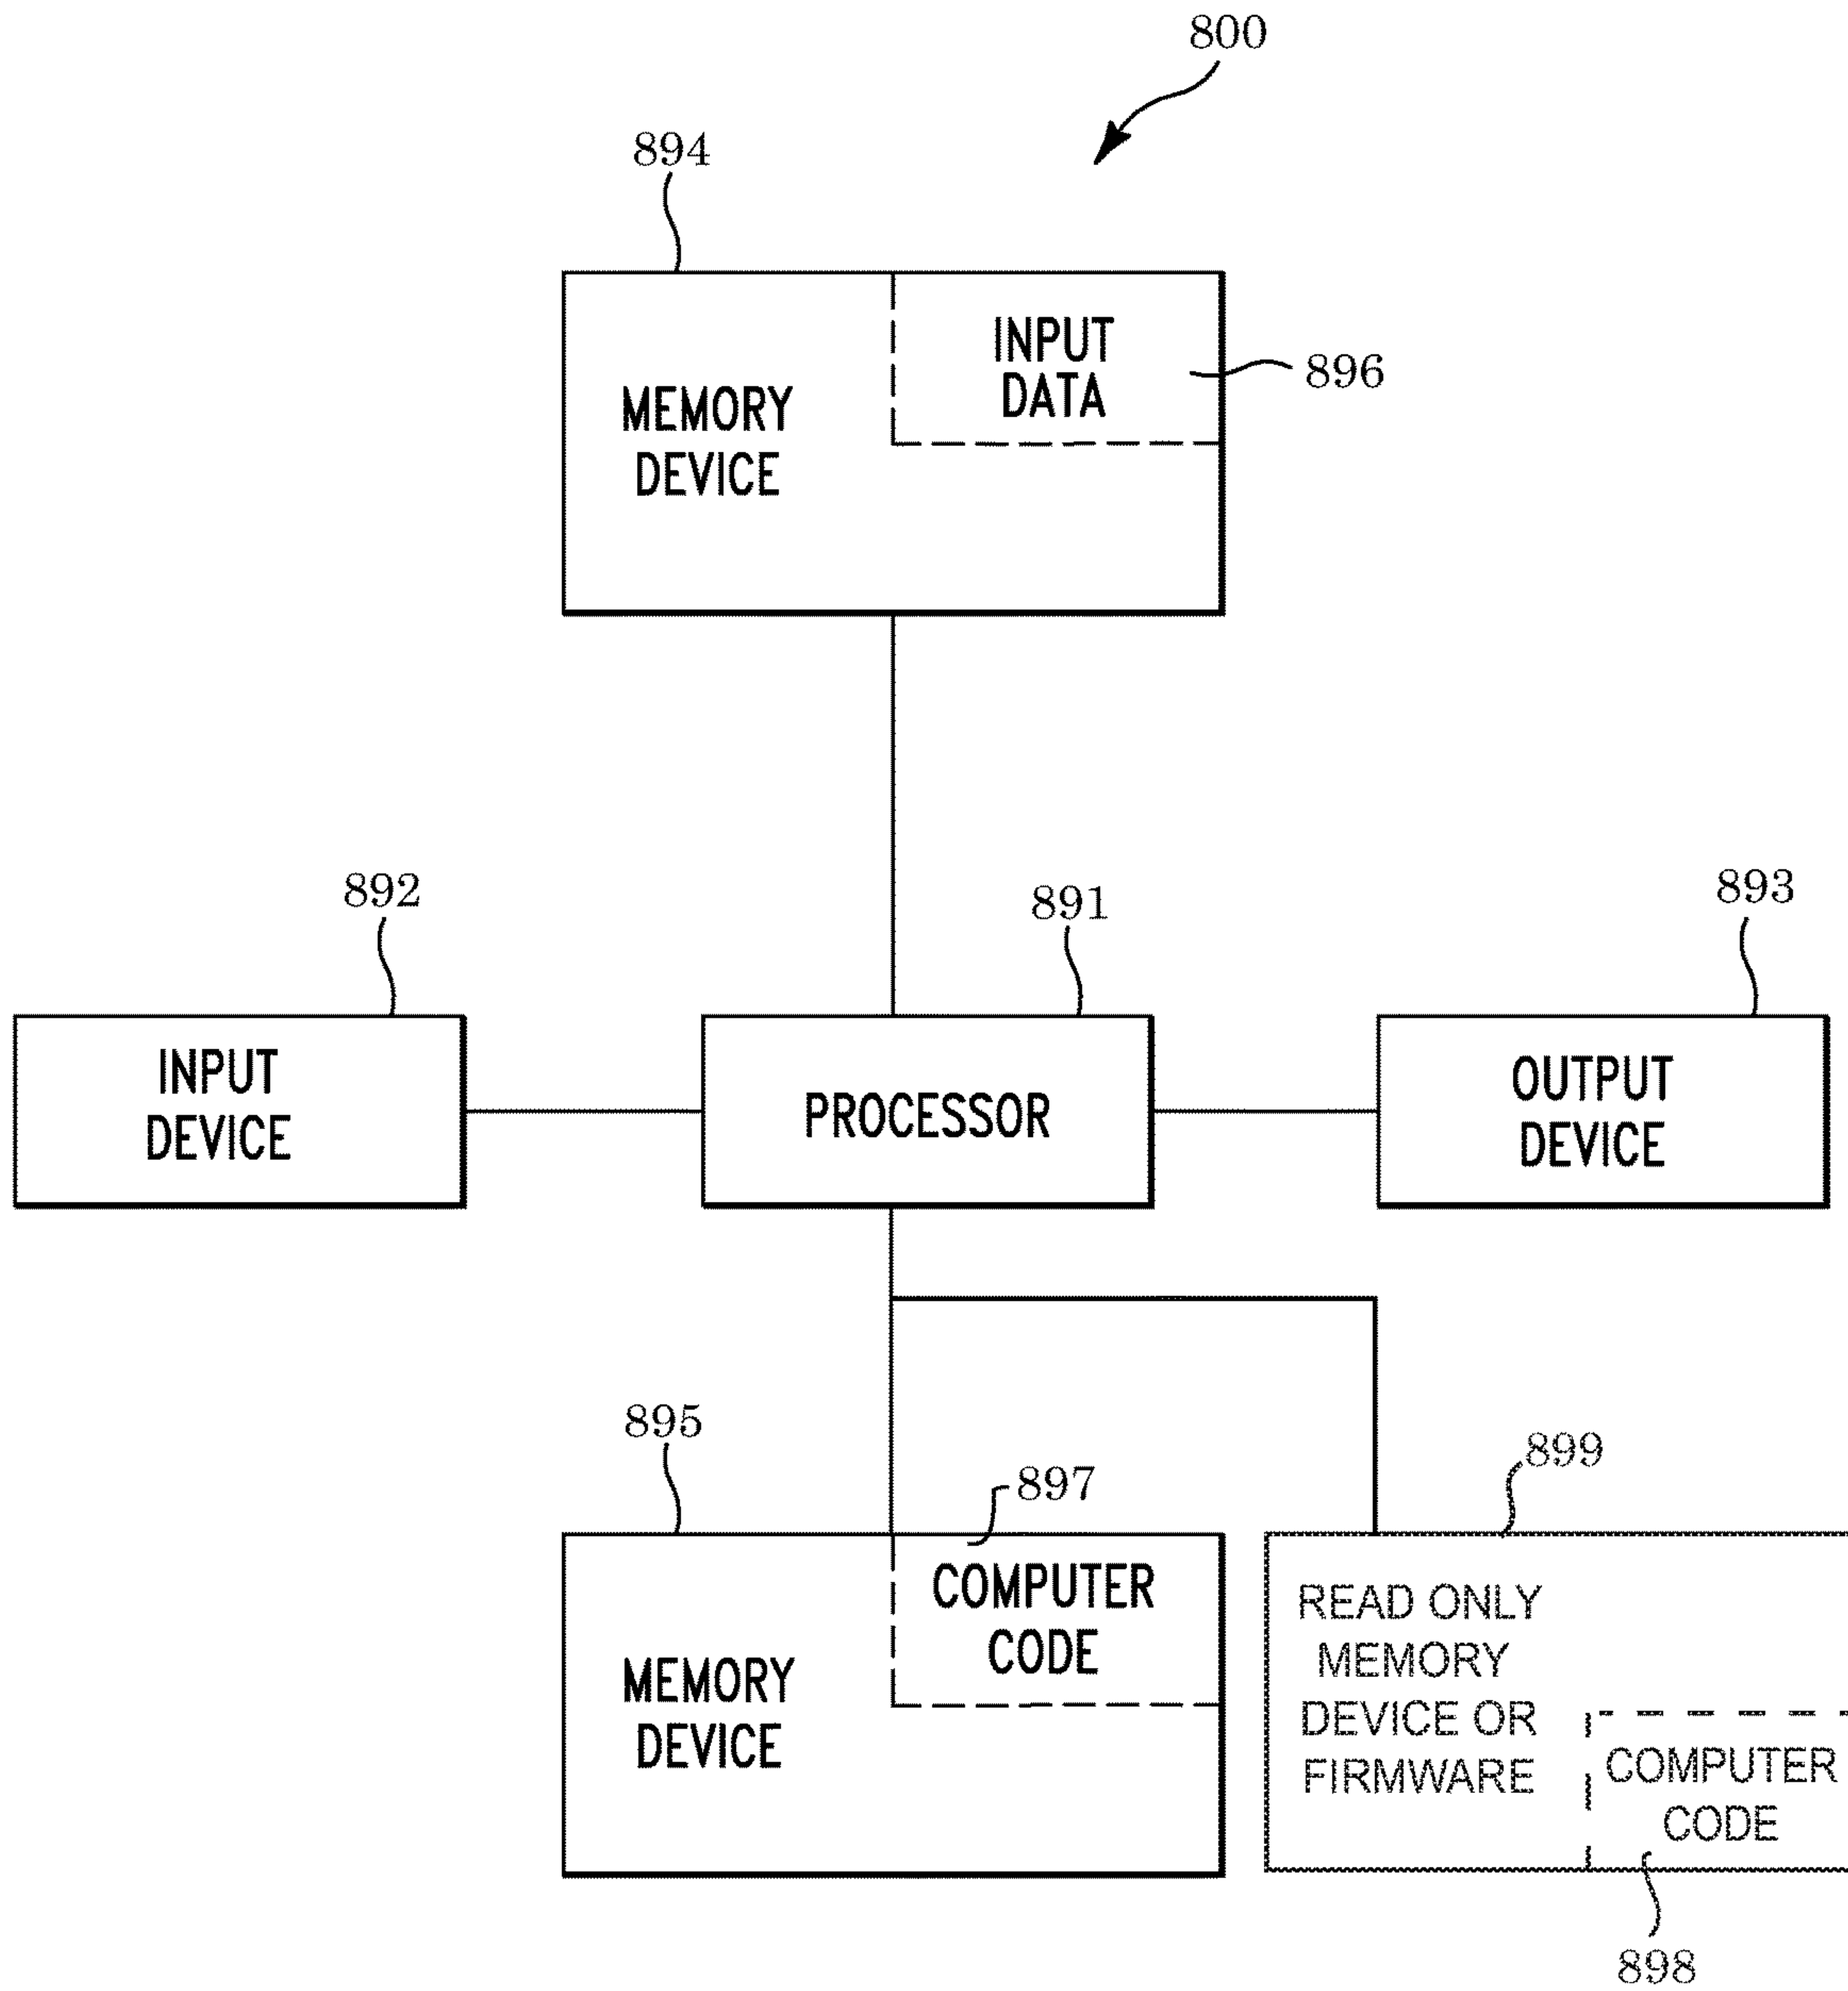 800
894
INPUT
DATA
896
MEMORY
DEVICE
892
891
893
INPUT
DEVICE
PROCESSOR
OUTPUT
DEVICE
895
897
899
COMPUTER
CODE
MEMORY
DEVICE
READ ONLY
MEMORY
DEVICE OR
FIRMWARE
COMPUTER
CODE
898